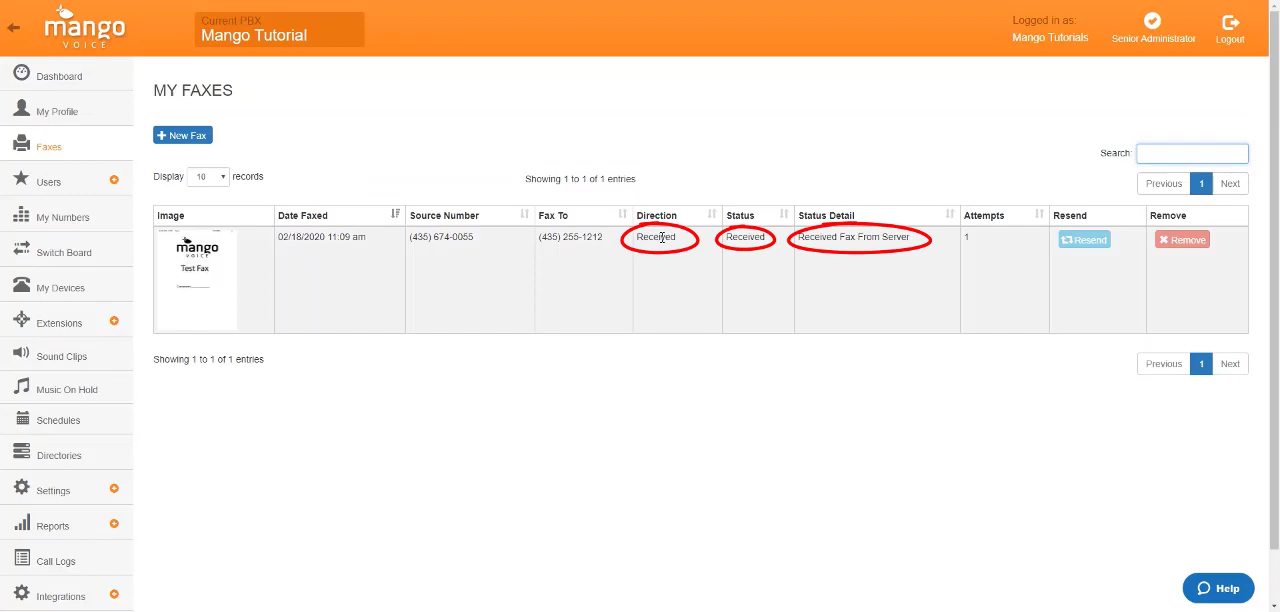 mango
VOICE
Current PBX
Mango Tutorial
Logged in as:
Mango Tutorials
Senior Administrator
Logout
Dashboard
My Profile
Faxes
Users
My Numbers
Switch Board
My Devices
Extensions
Sound Clips
Music On Hold
Schedules
Directories
Settings
Reports
Call Logs
Integrations
MY FAXES
+ New Fax
Search:
Display 10 records
Showing 1 to 1 of 1 entries
Previous 1 Next
Image Date Faxed Source Number Fax To Direction Status Status Detail Attempts Resend Remove
mango
VOICE
Test Fax
02/18/2020 11:09 am (435) 674-0055 (435) 255-1212 Received Received Received Fax From Server 1 Resend Remove
Showing 1 to 1 of 1 entries
Previous 1 Next
Help